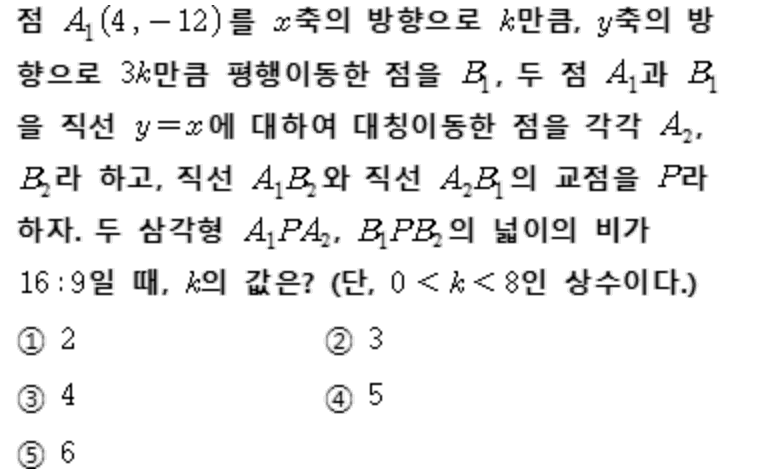 점 A₁(4, −12)를 x축의 방향으로 k만큼, y축의 방
향으로 3k만큼 평행이동한 점을 B₁, 두 점 A₁과 B₁
을 직선 y=x에 대하여 대칭이동한 점을 각각 A₂,
B₂라 하고, 직선 A₁B₂와 직선 A₂B₁의 교점을 P라
하자. 두 삼각형 A₁PA₂, B₁PB₂의 넓이의 비가
16:9일 때, k의 값은? (단, 0<k<8인 상수이다.)
① 2 ② 3
③ 4 ④ 5
⑤ 6